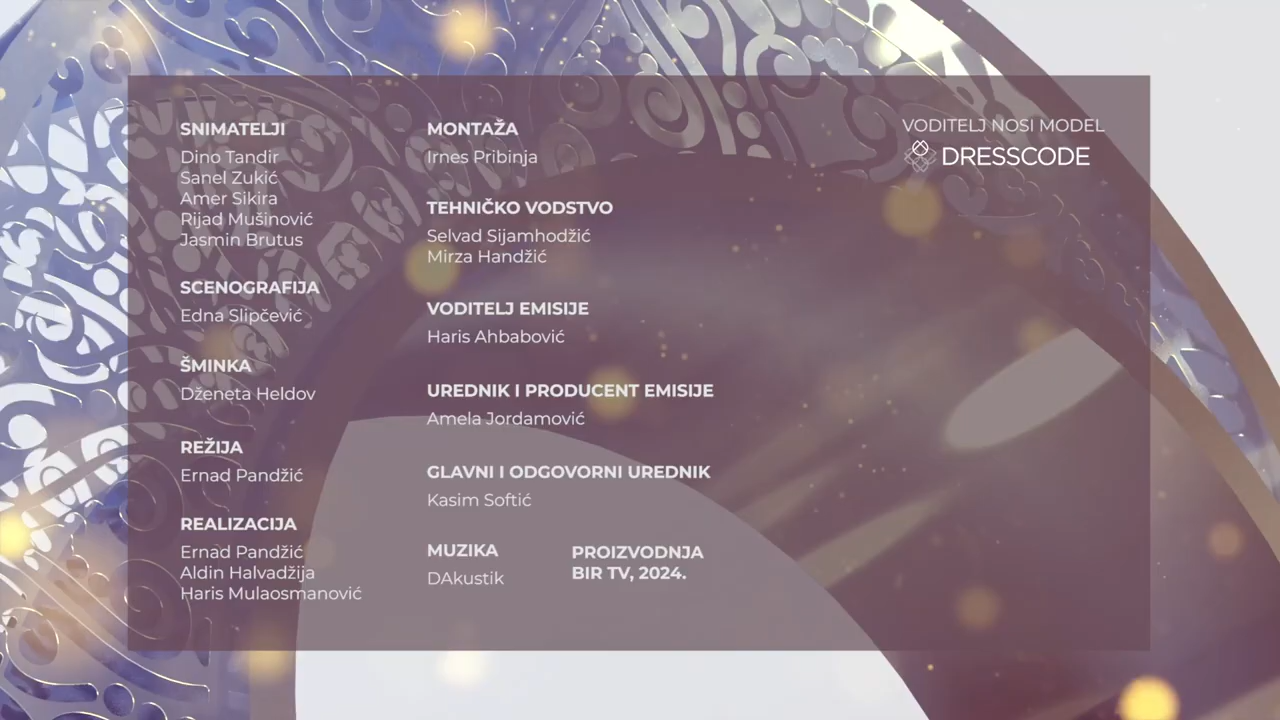 SNIMATELJI
Dino Tandir
Sanel Zukić
Amer Sikira
Rijad Mušinović
Jasmin Brutus
SCENOGRAFIJA
Edna Slipčević
ŠMINKA
Dženeta Heldov
REŽIJA
Ernad Pandžić
REALIZACIJA
Ernad Pandžić
Aldin Halvadžija
Haris Mulaosmanović
MONTAŽA
Irnes Pribinja
TEHNIČKO VODSTVO
Selvad Sijamhodžić
Mirza Handžić
VODITELJ EMISIJE
Haris Ahbabović
UREDNIK I PRODUCENT EMISIJE
Amela Jordamović
GLAVNI I ODGOVORNI UREDNIK
Kasim Softić
MUZIKA
DAkustik
PROIZVODNJA
BIR TV, 2024.
VODITELJ NOSI MODEL
DRESSCODE